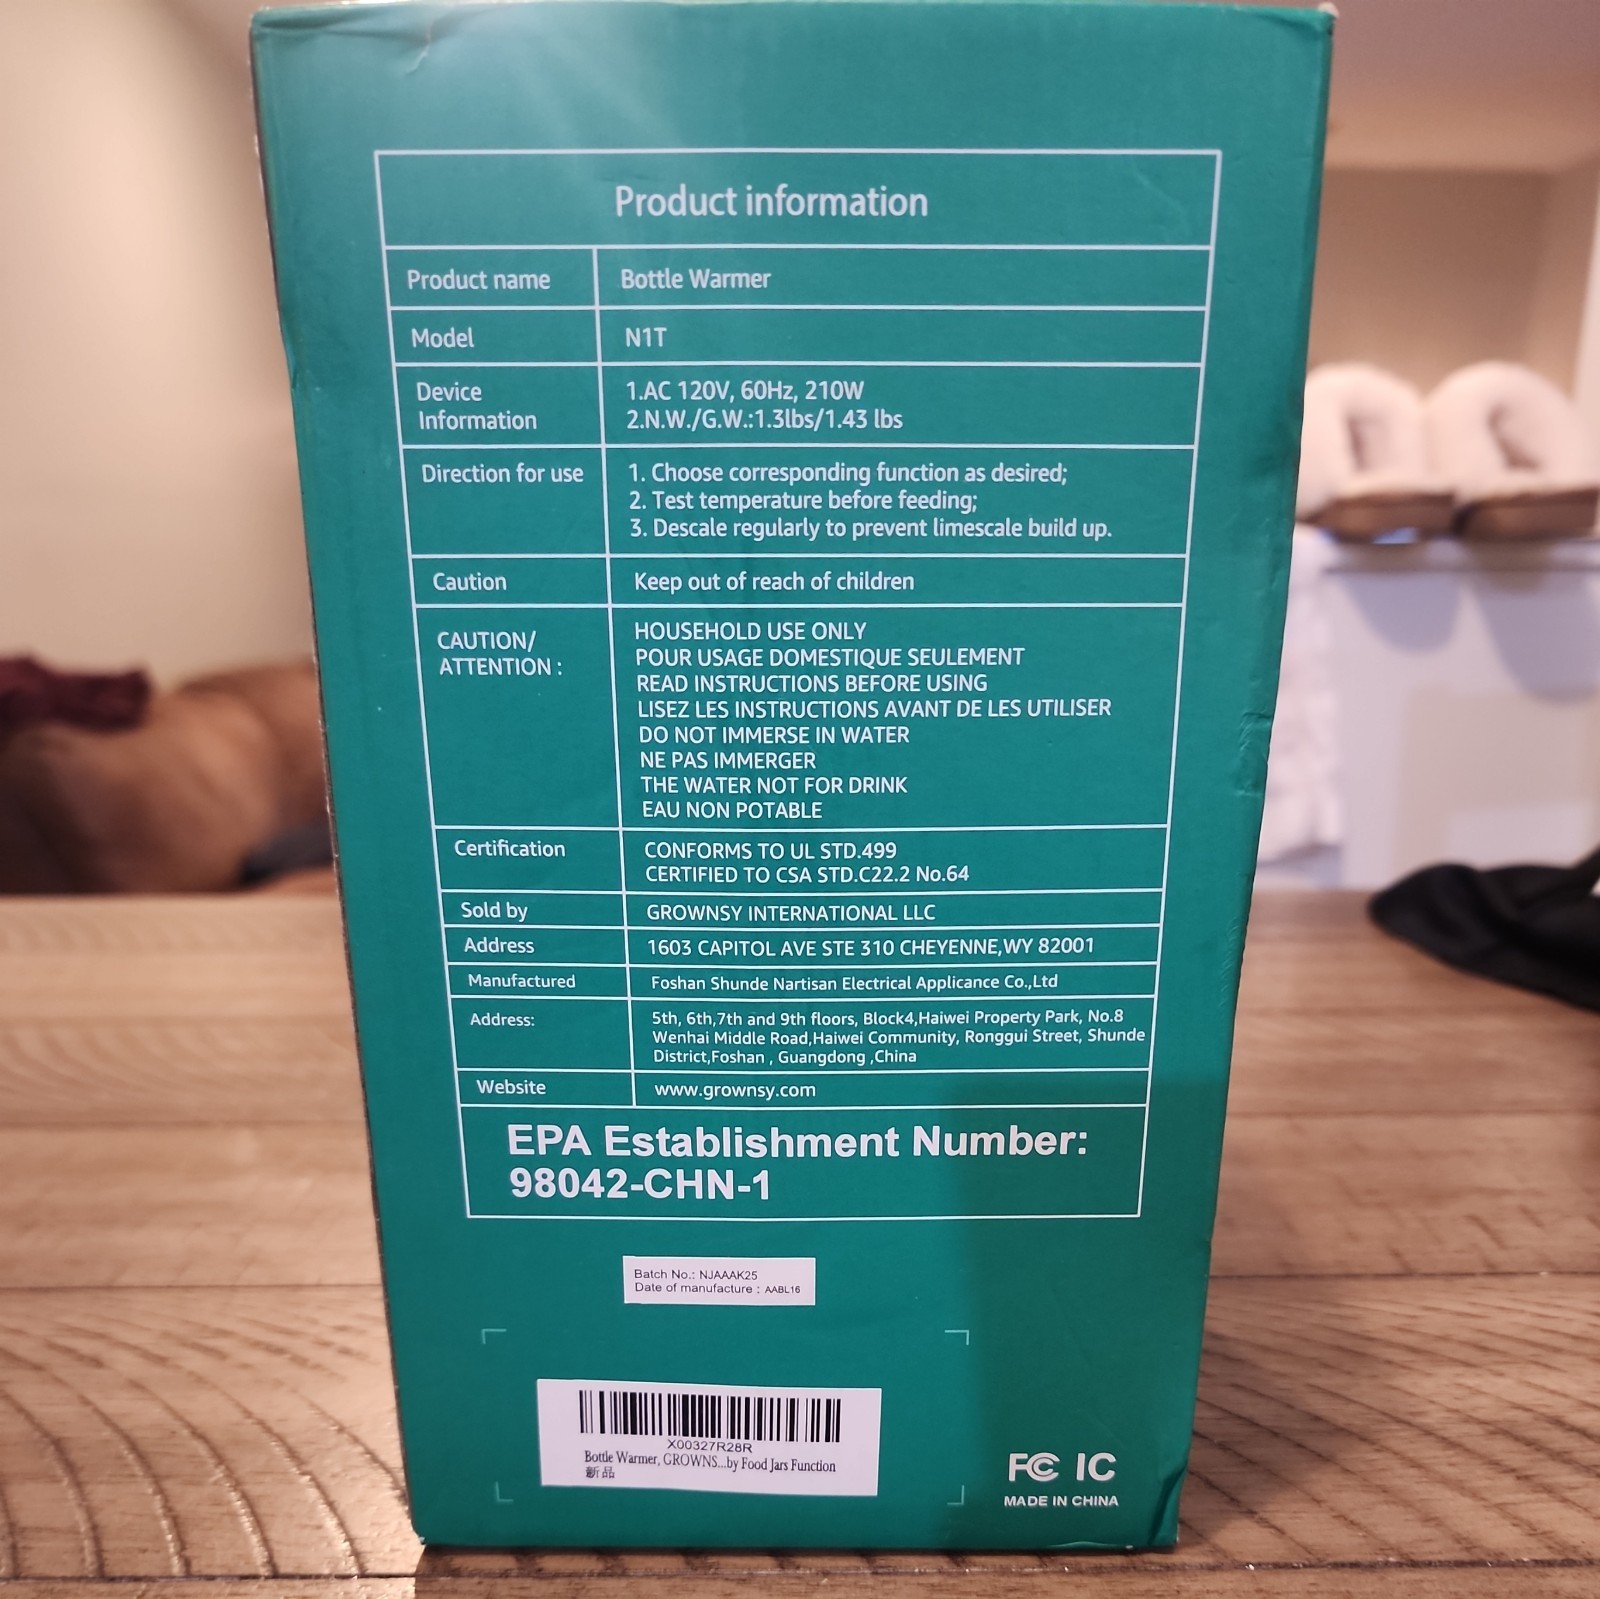 Product information
Product name
Bottle Warmer
Model
N1T
Device
Information
1.AC 120V, 60Hz, 210W
2.N.W./G.W.:1.3lbs/1.43 lbs
Direction for use
1. Choose corresponding function as desired;
2. Test temperature before feeding;
3. Descale regularly to prevent limescale build up.
Caution
Keep out of reach of children
CAUTION/
ATTENTION :
HOUSEHOLD USE ONLY
POUR USAGE DOMESTIQUE SEULEMENT
READ INSTRUCTIONS BEFORE USING
LISEZ LES INSTRUCTIONS AVANT DE LES UTILISER
DO NOT IMMERSE IN WATER
NE PAS IMMERGER
THE WATER NOT FOR DRINK
EAU NON POTABLE
Certification
CONFORMS TO UL STD.499
CERTIFIED TO CSA STD.C22.2 No.64
Sold by
GROWNSY INTERNATIONAL LLC
Address
1603 CAPITOL AVE STE 310 CHEYENNE,WY 82001
Manufactured
Foshan Shunde Nartisan Electrical Applicance Co.,Ltd
Address:
5th, 6th,7th and 9th floors, Block4,Haiwei Property Park, No.8
Wenhai Middle Road,Haiwei Community, Ronggui Street, Shunde
District,Foshan , Guangdong ,China
Website
www.grownsy.com
EPA Establishment Number:
98042-CHN-1
Batch No.: NJAAAK25
Date of manufacture : AABL16
X00327R28R
Bottle Warmer, GROWNS...by Food Jars Function
新品
FC IC
MADE IN CHINA